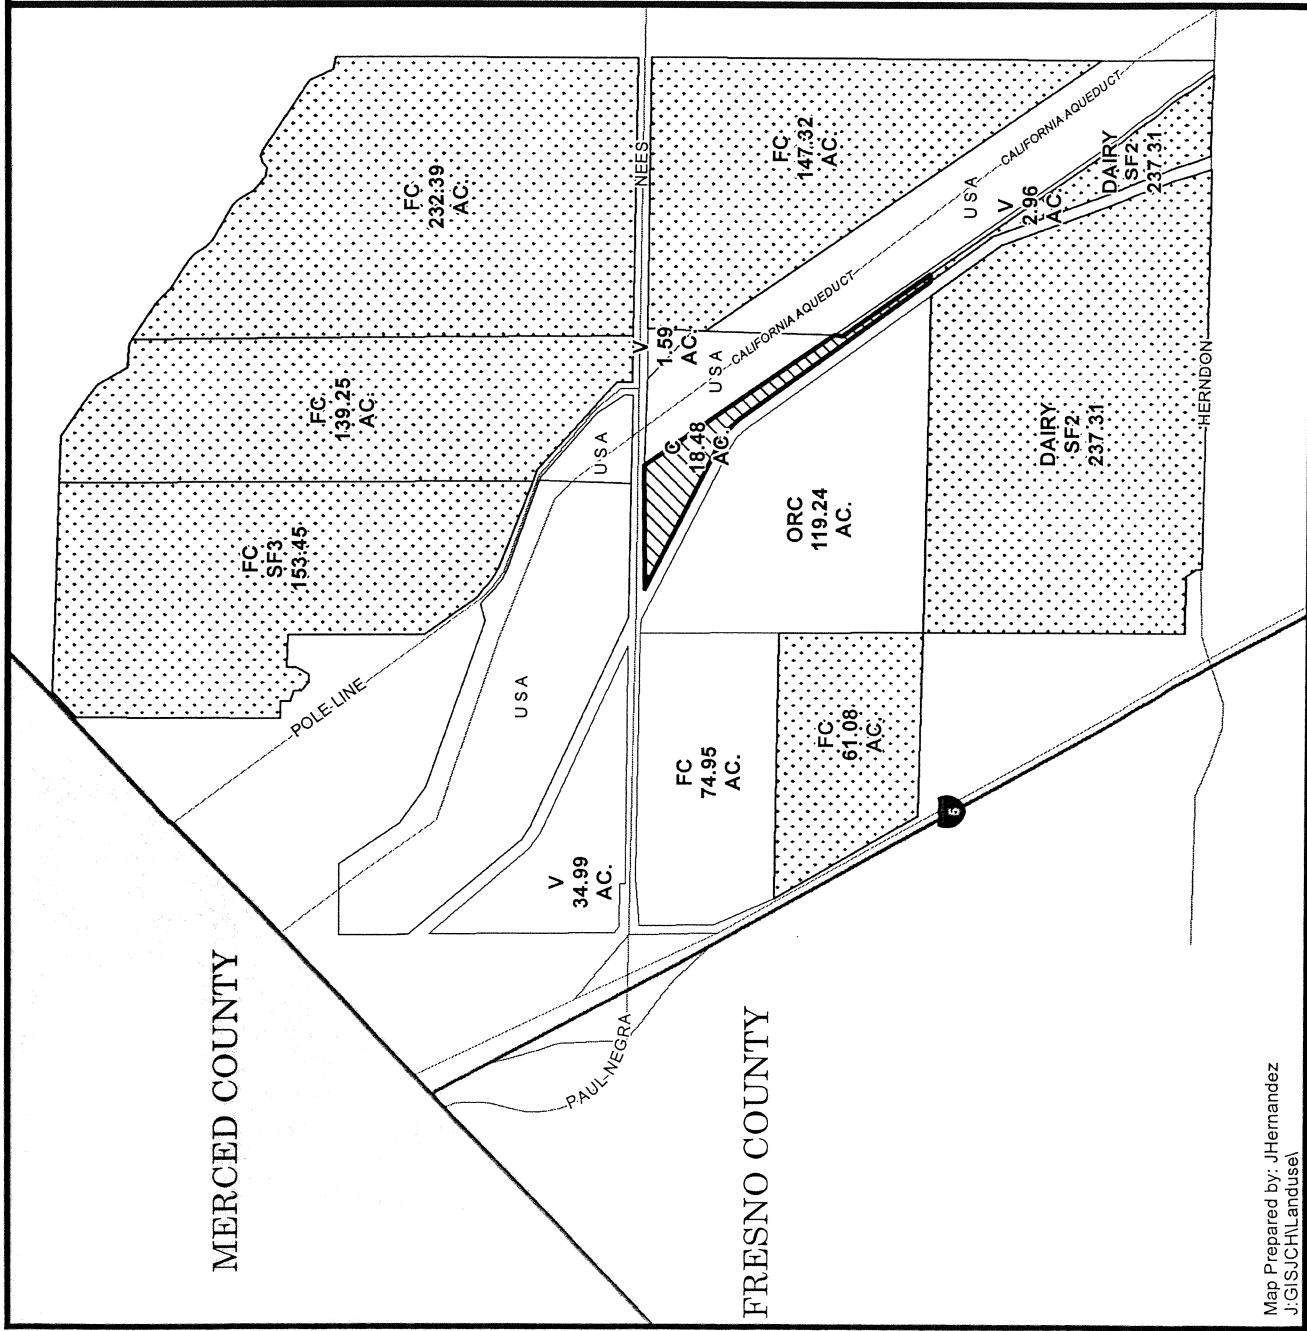 MERCED COUNTY
FRESNO COUNTY
FC
SF3
153.45
FC
139.25
AC.
FC
232.39
AC.
POLE-LINE
USA
USA
NEES
V
34.99
AC.
V
1.59
AC.
USA
CALIFORNIA AQUEDUCT
FC
147.32
AC.
CALIFORNIA AQUEDUCT
USA
C
18.48
AC.
V
2.96
AC.
DAIRY
SF2
237.31
FC
74.95
AC.
ORC
119.24
AC.
FC
61.08
AC.
DAIRY
SF2
237.31
HERNDON
PAUL-NEGRA
5
Map Prepared by: JHernandez
J:GISJCH\Landuse\